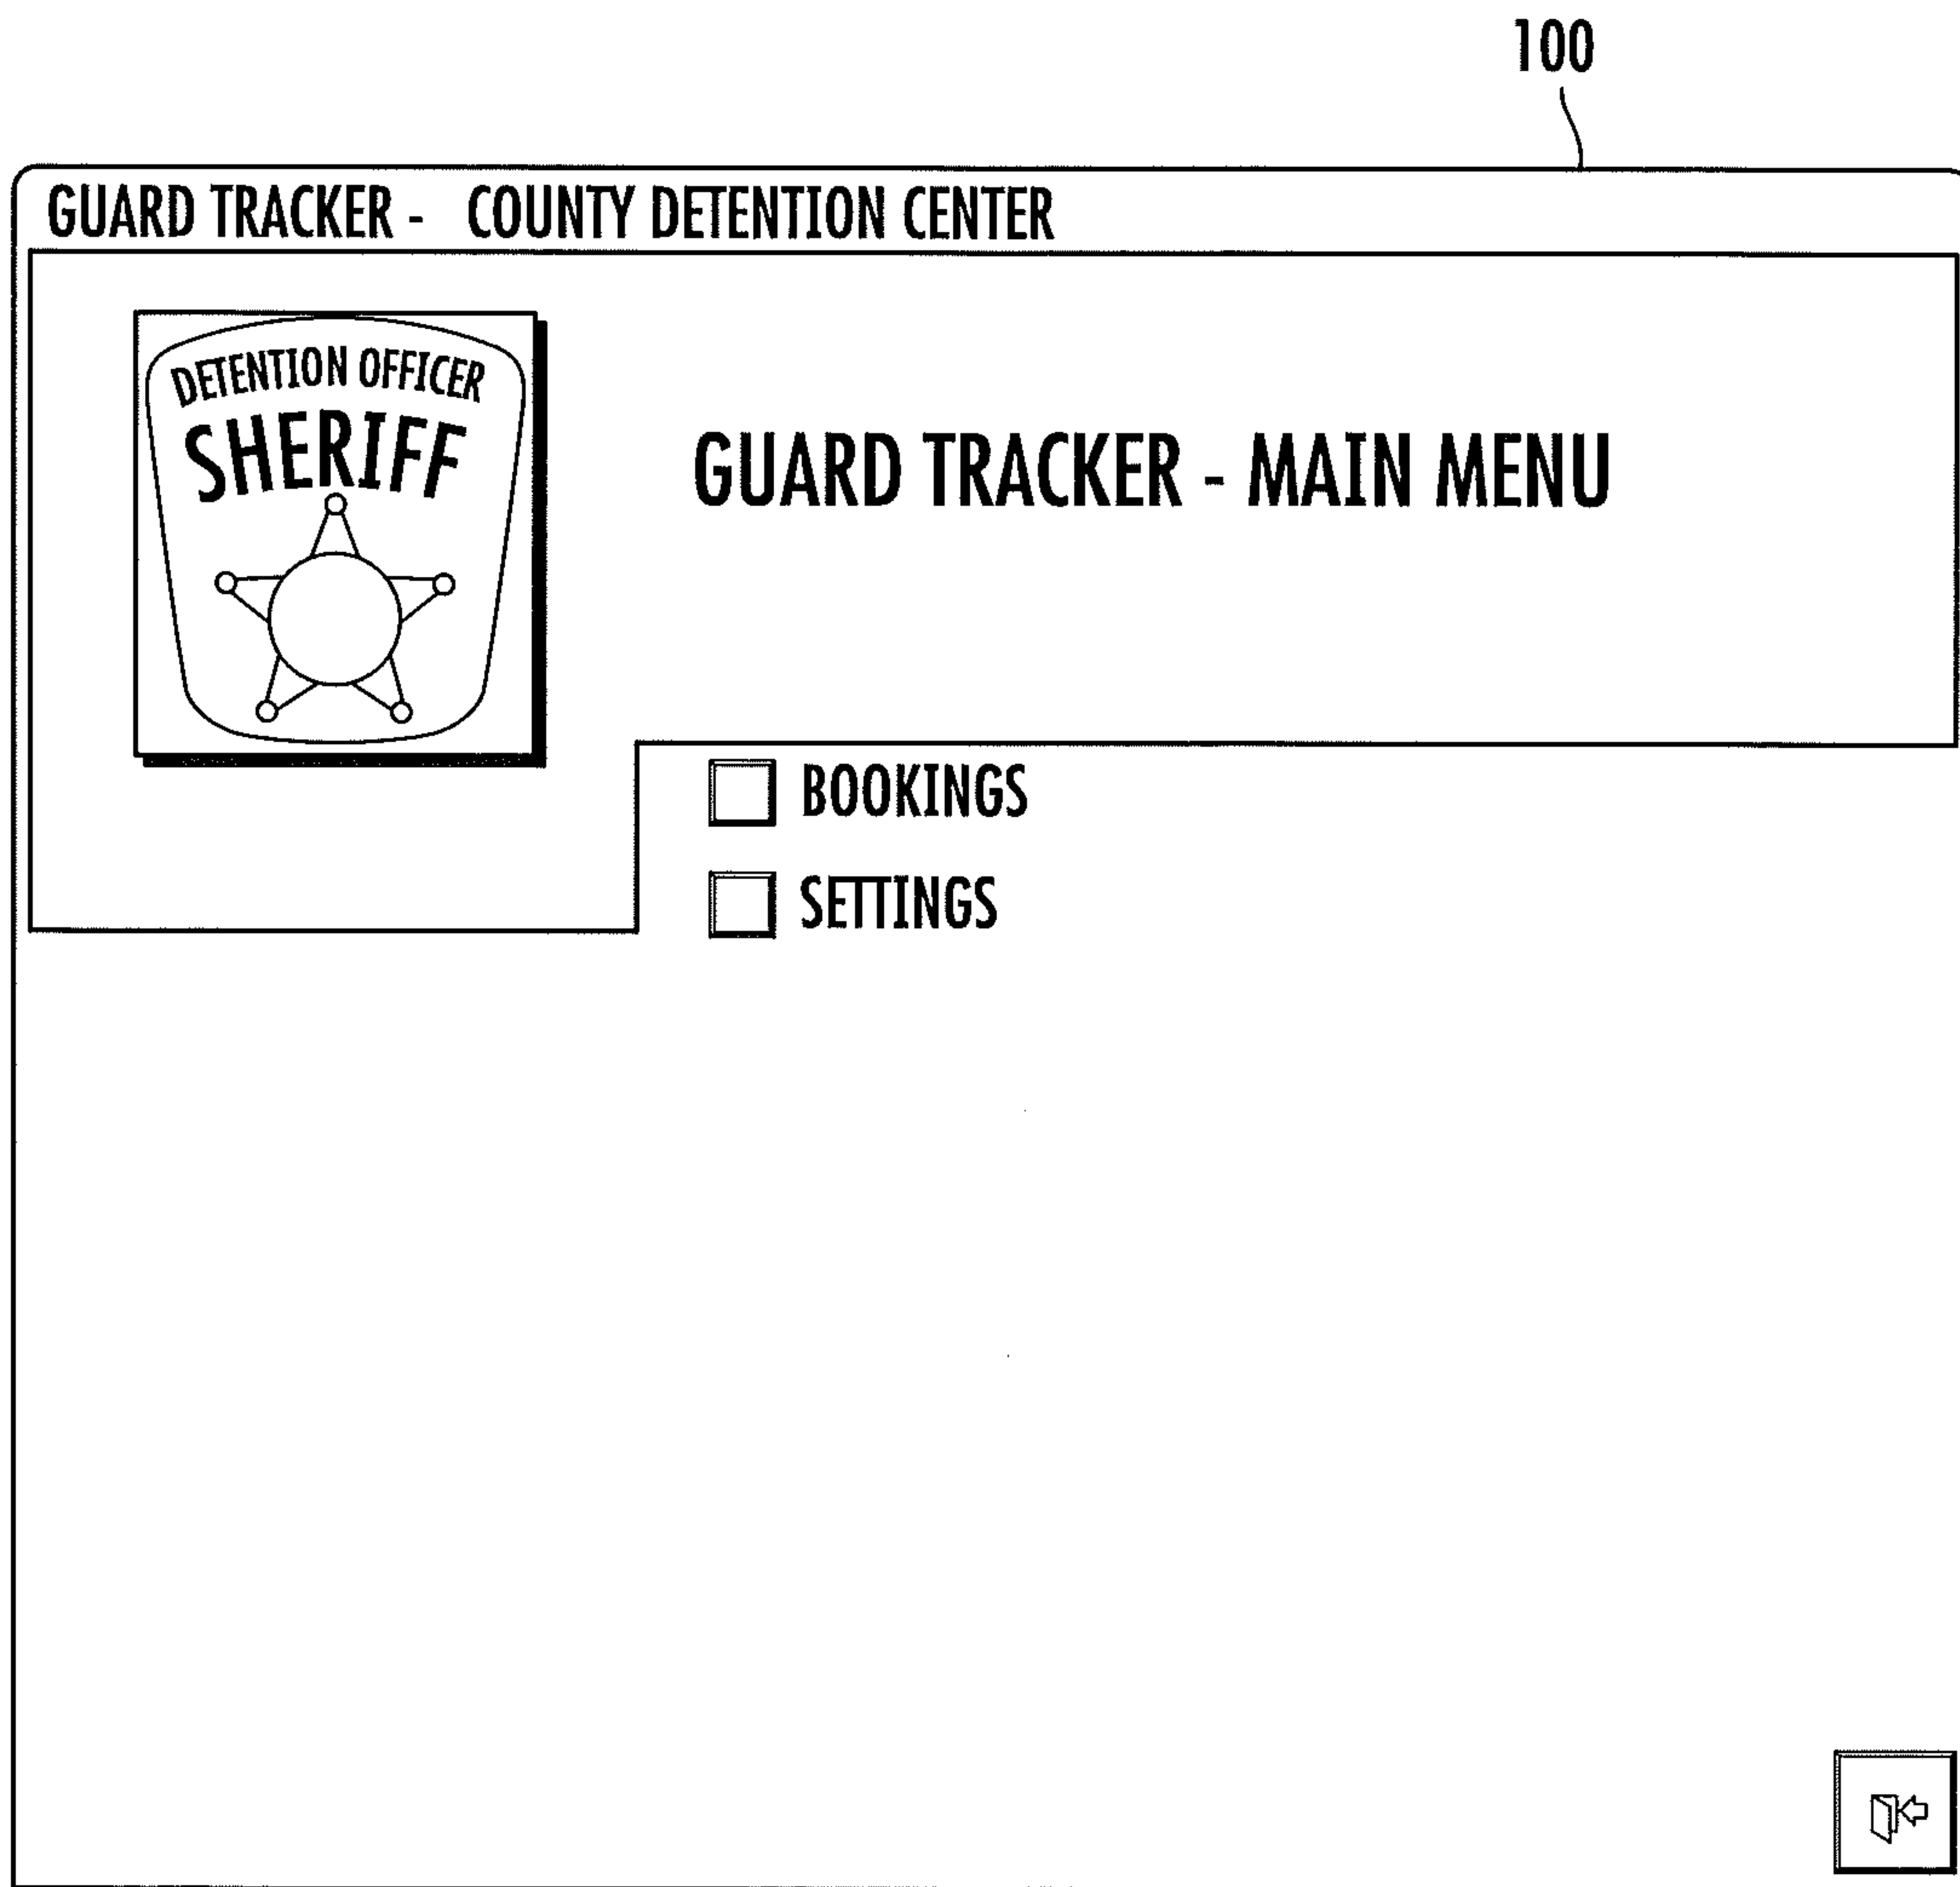 100
GUARD TRACKER - COUNTY DETENTION CENTER
DETENTION OFFICER
SHERIFF
GUARD TRACKER - MAIN MENU
BOOKINGS
SETTINGS